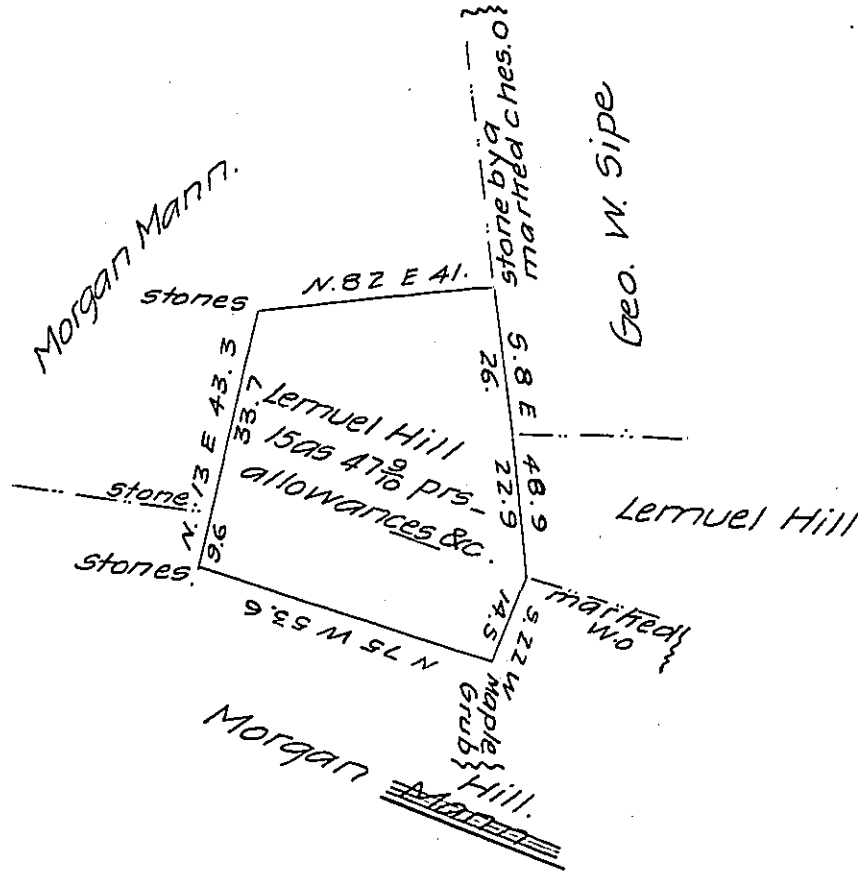 stone by a
marked ches. o
Geo. W. Sipe
Morgan Mann.
N. 82 E 41.
stones
S. 8 E 48.9
26.
22.9
N. 13 E 43.3
33.7
9.6
Lemuel Hill
15as 47 9/10 prs
allowances &c.
Lemuel Hill
stone
stones.
marked
w.o
S. 22 W
14.5
N 75 W 53.6
Maple
Grub
Morgan Mann Hill.